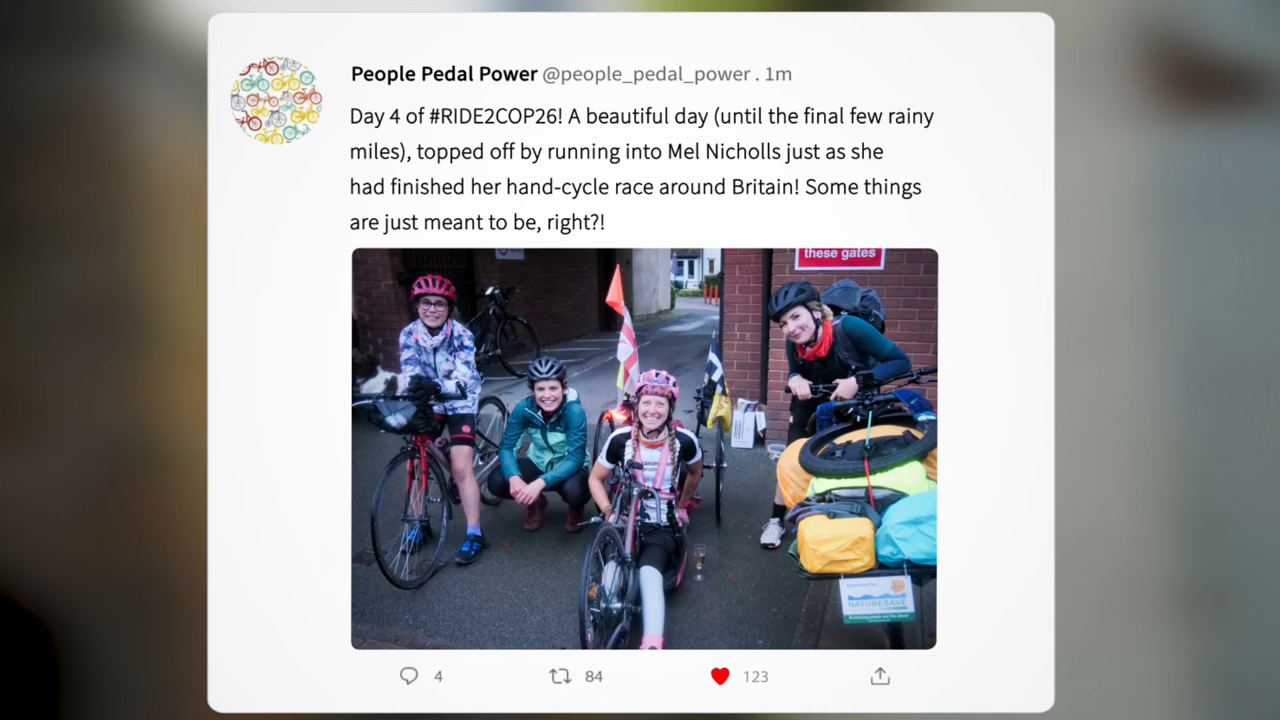 People Pedal Power @people_pedal_power . 1m
Day 4 of #RIDE2COP26! A beautiful day (until the final few rainy
miles), topped off by running into Mel Nicholls just as she
had finished her hand-cycle race around Britain! Some things
are just meant to be, right?!
these gates
NATURESAVE
4
84
123